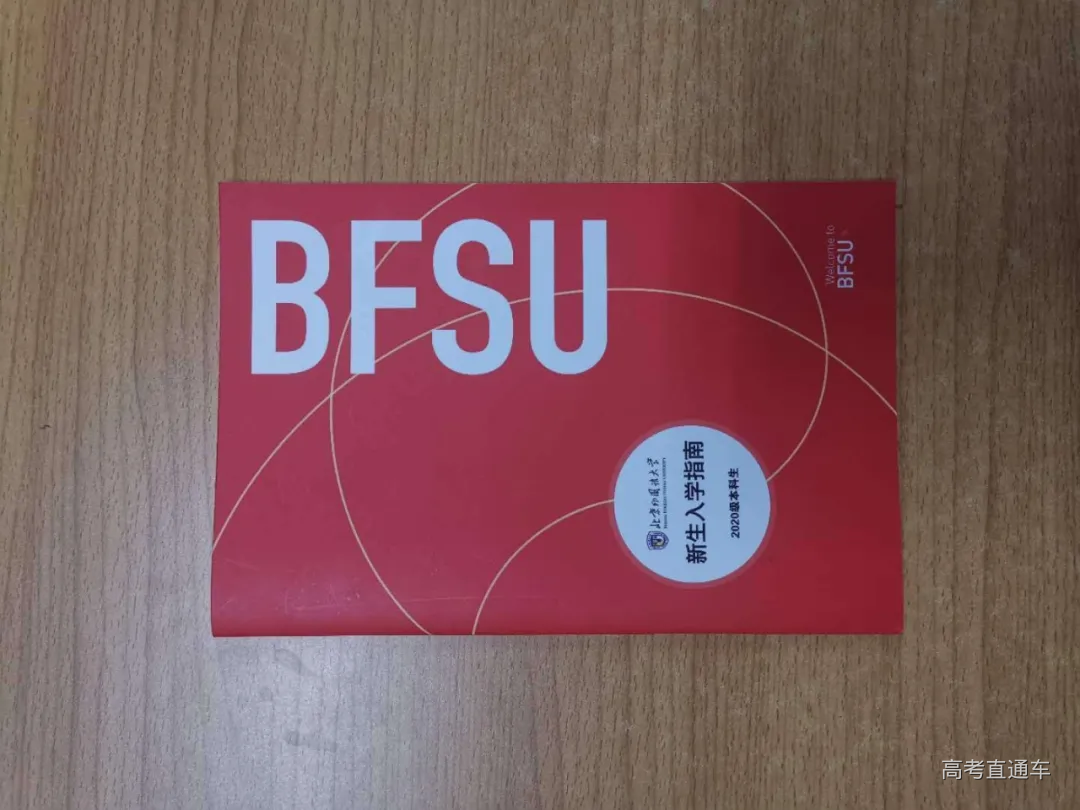 BFSU
Welcome to
BFSU
北京外国语大学
新生入学指南
2020级本科生
高考直通车